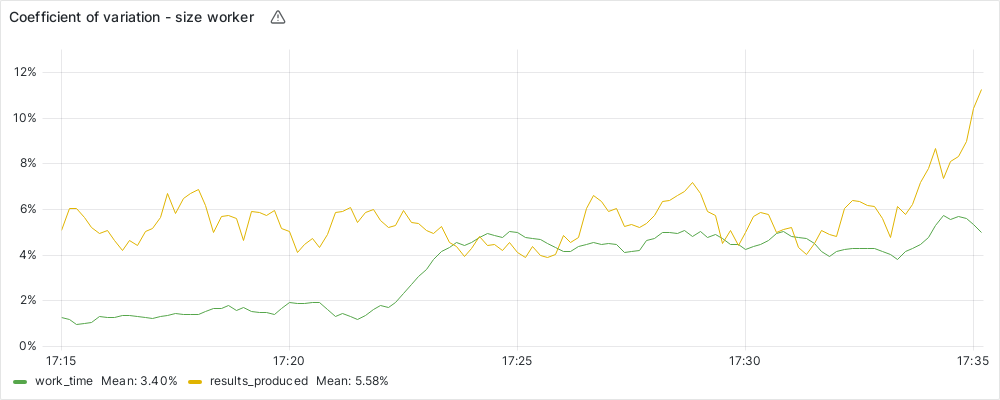 Coefficient of variation - size worker
12%
10%
8%
6%
4%
2%
0%
17:15 17:20 17:25 17:30 17:35
work_time Mean: 3.40% results_produced Mean: 5.58%